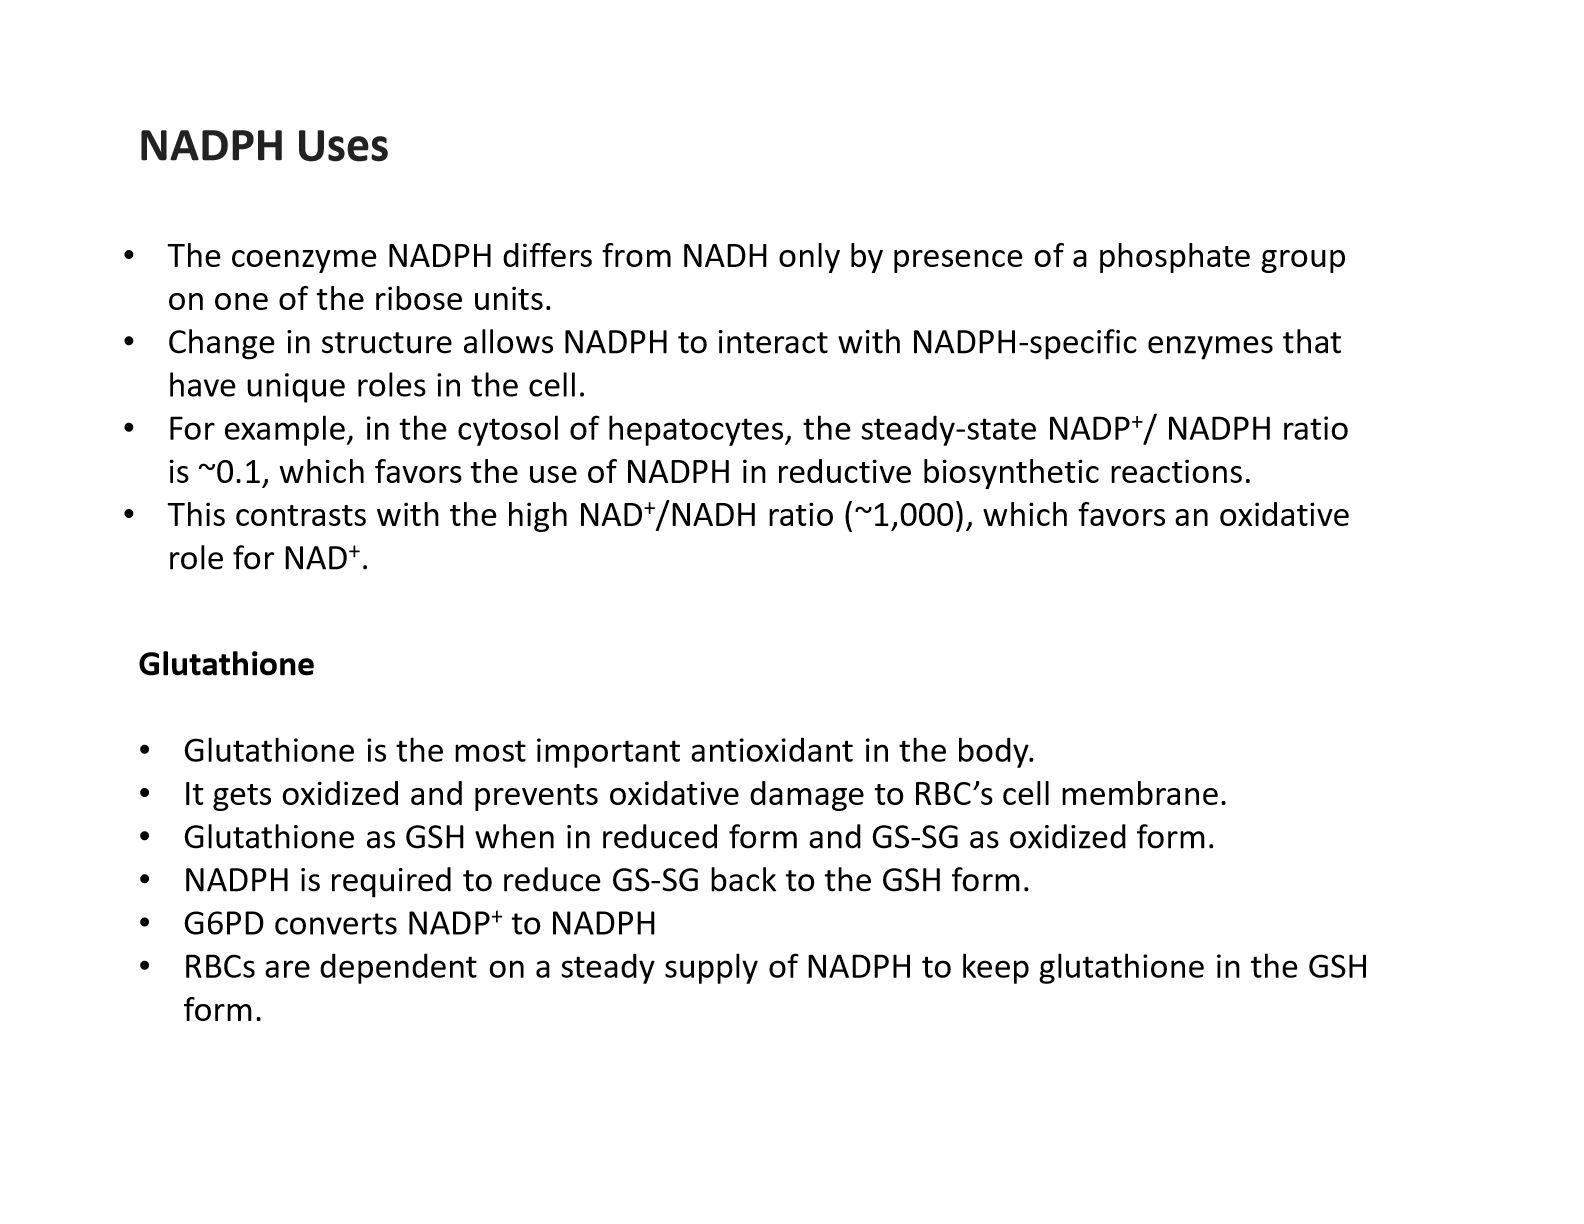 NADPH Uses
• The coenzyme NADPH differs from NADH only by presence of a phosphate group
on one of the ribose units.
• Change in structure allows NADPH to interact with NADPH-specific enzymes that
have unique roles in the cell.
• For example, in the cytosol of hepatocytes, the steady-state NADP⁺/ NADPH ratio
is ~0.1, which favors the use of NADPH in reductive biosynthetic reactions.
• This contrasts with the high NAD⁺/NADH ratio (~1,000), which favors an oxidative
role for NAD⁺.
Glutathione
• Glutathione is the most important antioxidant in the body.
• It gets oxidized and prevents oxidative damage to RBC’s cell membrane.
• Glutathione as GSH when in reduced form and GS-SG as oxidized form.
• NADPH is required to reduce GS-SG back to the GSH form.
• G6PD converts NADP⁺ to NADPH
• RBCs are dependent on a steady supply of NADPH to keep glutathione in the GSH
form.